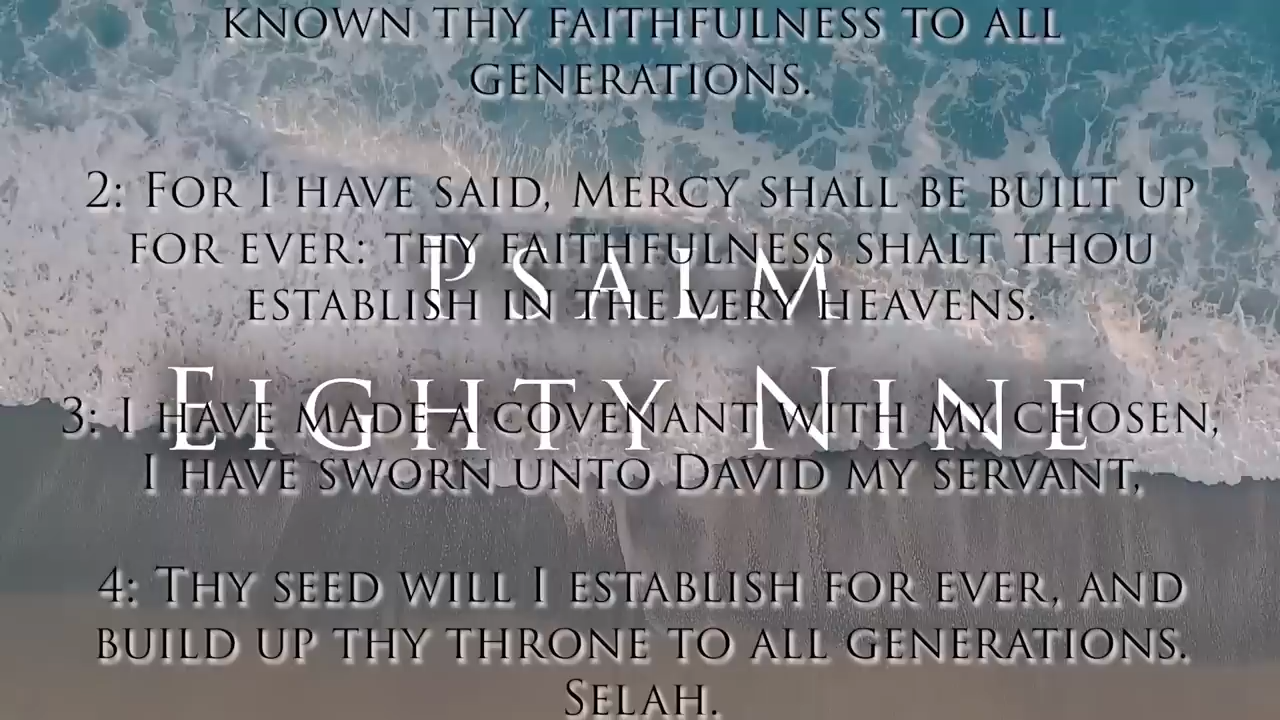 KNOWN THY FAITHFULNESS TO ALL
GENERATIONS.
2: FOR I HAVE SAID, MERCY SHALL BE BUILT UP
FOR EVER: THY FAITHFULNESS SHALT THOU
PSALM
ESTABLISH IN THE VERY HEAVENS.
EIGHTY NINE
3: I HAVE MADE A COVENANT WITH MY CHOSEN,
I HAVE SWORN UNTO DAVID MY SERVANT,
4: THY SEED WILL I ESTABLISH FOR EVER, AND
BUILD UP THY THRONE TO ALL GENERATIONS.
SELAH.